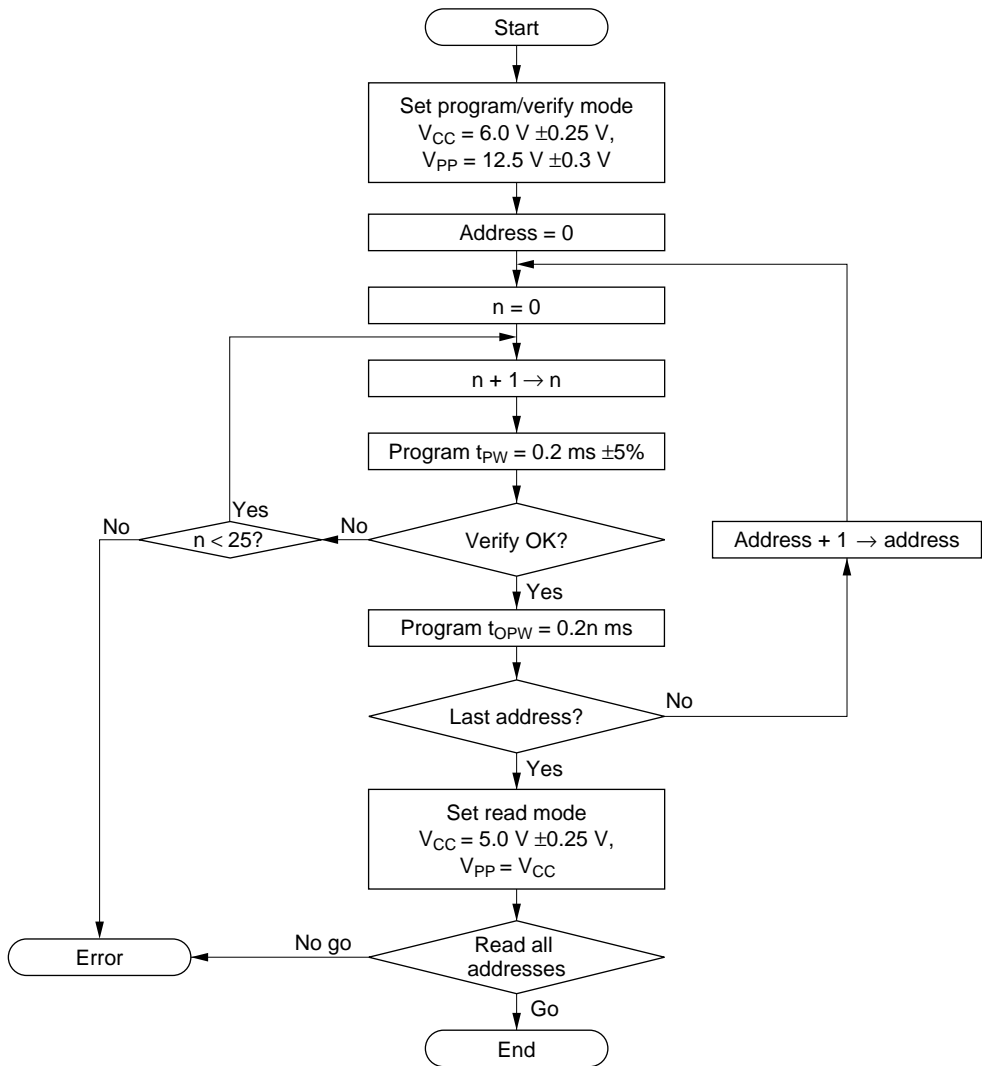 Start
Set program/verify mode
VCC = 6.0 V ±0.25 V,
VPP = 12.5 V ±0.3 V
Address = 0
n = 0
n + 1 → n
Program tPW = 0.2 ms ±5%
No
n < 25?
Yes
No
Verify OK?
Address + 1 → address
Yes
Program tOPW = 0.2n ms
Last address?
No
Yes
Set read mode
VCC = 5.0 V ±0.25 V,
VPP = VCC
Error
No go
Read all
addresses
Go
End